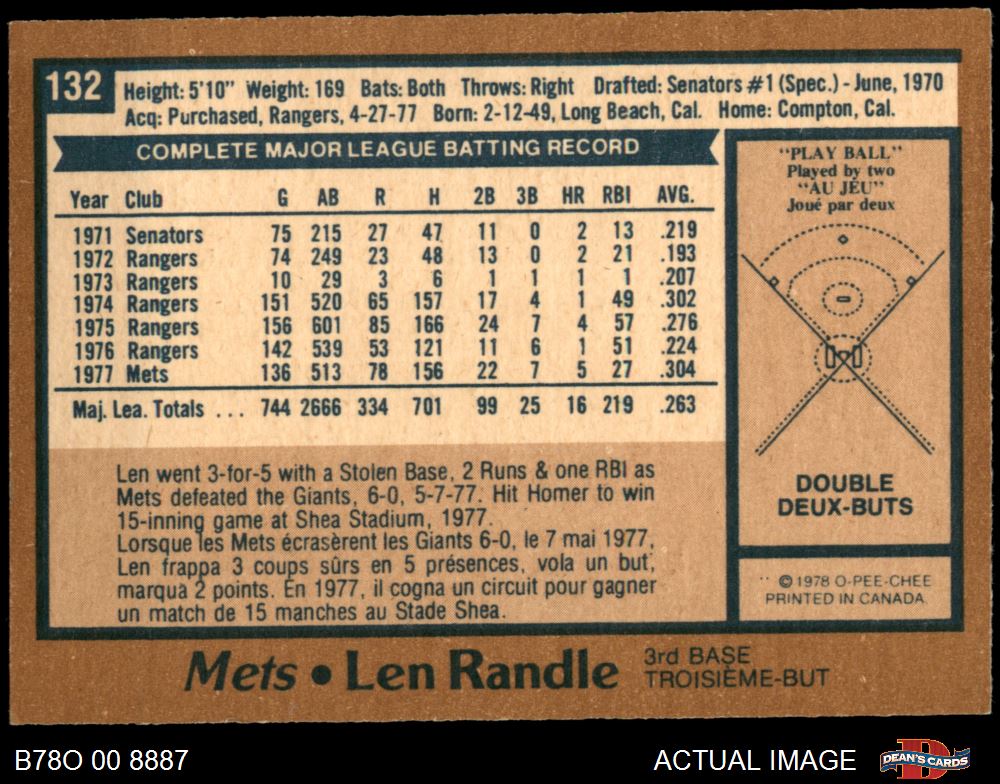 132
Height: 5'10" Weight: 169 Bats: Both Throws: Right Drafted: Senators #1 (Spec.) - June, 1970
Acq: Purchased, Rangers, 4-27-77 Born: 2-12-49, Long Beach, Cal. Home: Compton, Cal.
COMPLETE MAJOR LEAGUE BATTING RECORD
Year Club G AB R H 2B 3B HR RBI AVG.
1971 Senators 75 215 27 47 11 0 2 13 .219
1972 Rangers 74 249 23 48 13 0 2 21 .193
1973 Rangers 10 29 3 6 1 1 1 1 .207
1974 Rangers 151 520 65 157 17 4 1 49 .302
1975 Rangers 156 601 85 166 24 7 4 57 .276
1976 Rangers 142 539 53 121 11 6 1 51 .224
1977 Mets 136 513 78 156 22 7 5 27 .304
Maj. Lea. Totals ... 744 2666 334 701 99 25 16 219 .263
Len went 3-for-5 with a Stolen Base, 2 Runs & one RBI as
Mets defeated the Giants, 6-0, 5-7-77. Hit Homer to win
15-inning game at Shea Stadium, 1977.
Lorsque les Mets écrasèrent les Giants 6-0, le 7 mai 1977,
Len frappa 3 coups sûrs en 5 présences, vola un but,
marqua 2 points. En 1977, il cogna un circuit pour gagner
un match de 15 manches au Stade Shea.
"PLAY BALL"
Played by two
"AU JEU"
Joué par deux
DOUBLE
DEUX-BUTS
© 1978 O-PEE-CHEE
PRINTED IN CANADA.
Mets • Len Randle
3rd BASE
TROISIÈME-BUT
B78O 00 8887
ACTUAL IMAGE
DEAN'S CARDS